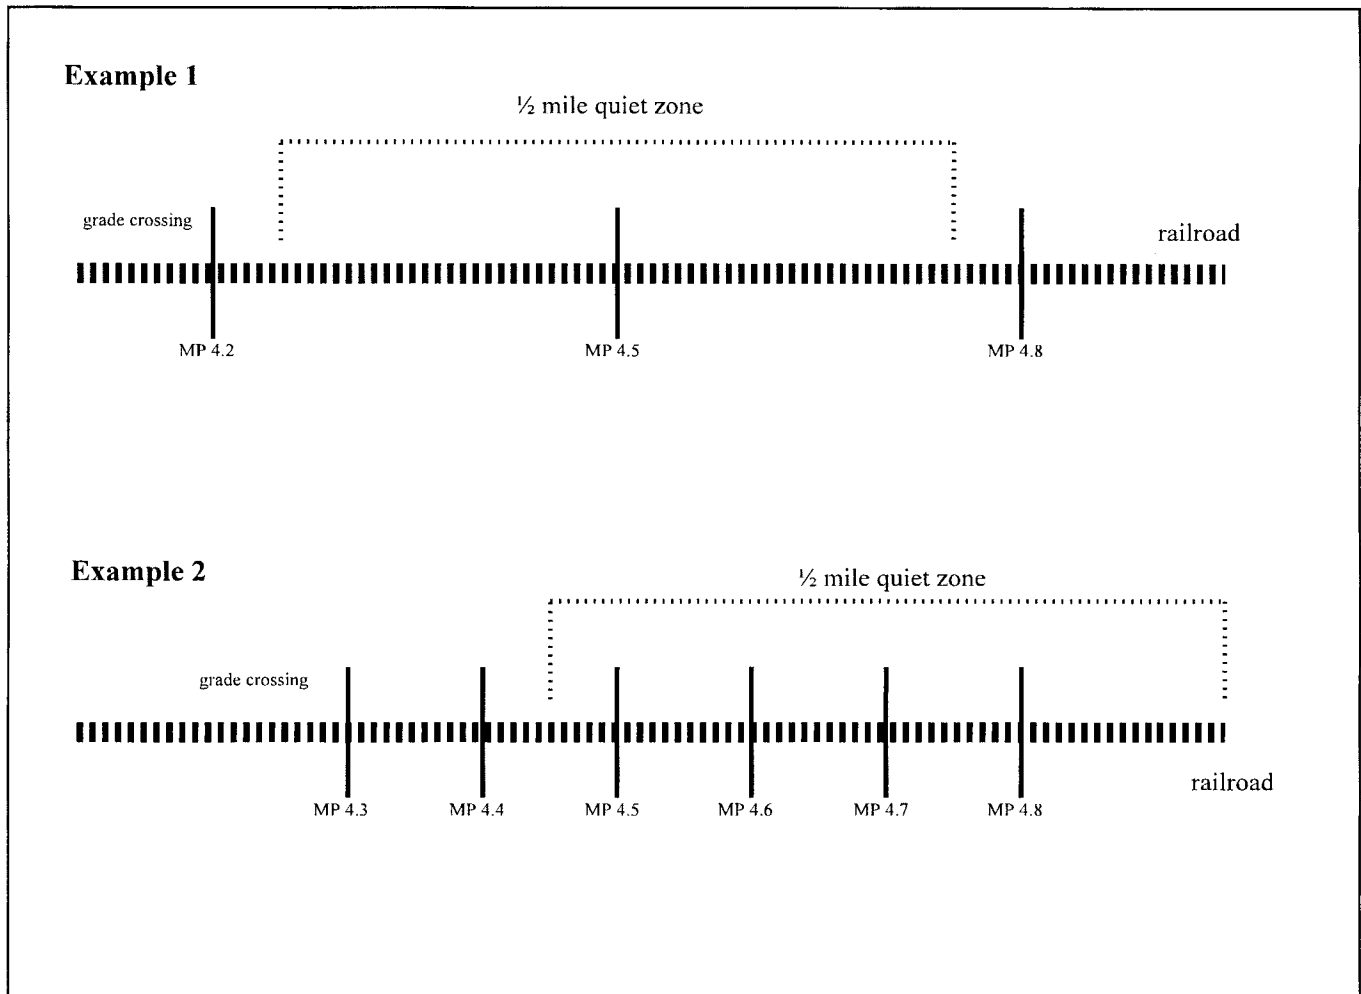 Example 1
½ mile quiet zone
grade crossing
railroad
MP 4.2
MP 4.5
MP 4.8
Example 2
½ mile quiet zone
grade crossing
railroad
MP 4.3
MP 4.4
MP 4.5
MP 4.6
MP 4.7
MP 4.8